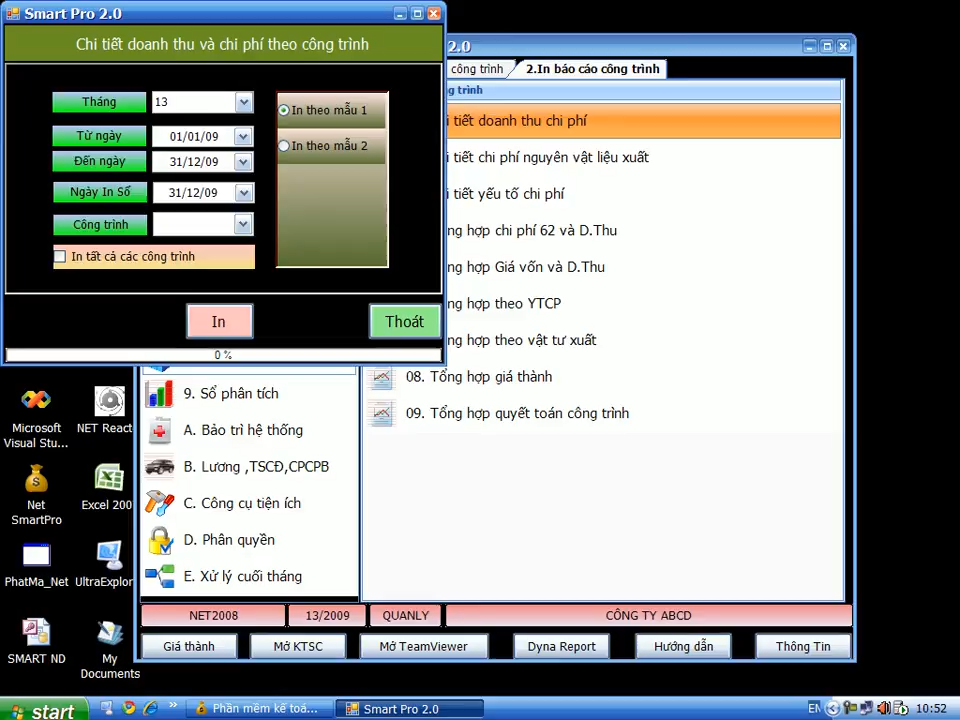 Smart Pro 2.0
Chi tiết doanh thu và chi phí theo công trình
Tháng
13
Từ ngày
01/01/09
Đến ngày
31/12/09
Ngày In Sổ
31/12/09
Công trình
In tất cả các công trình
In theo mẫu 1
In theo mẫu 2
In
Thoát
0 %
2.0
công trình
2.In báo cáo công trình
ng trình
i tiết doanh thu chi phí
i tiết chi phí nguyên vật liệu xuất
i tiết yếu tố chi phí
ng hợp chi phí 62 và D.Thu
ng hợp Giá vốn và D.Thu
ng hợp theo YTCP
ng hợp theo vật tư xuất
08. Tổng hợp giá thành
09. Tổng hợp quyết toán công trình
9. Sổ phân tích
A. Bảo trì hệ thống
B. Lương ,TSCĐ,CPCPB
C. Công cụ tiện ích
D. Phân quyền
E. Xử lý cuối tháng
NET2008
13/2009
QUANLY
CÔNG TY ABCD
Giá thành
Mở KTSC
Mở TeamViewer
Dyna Report
Hướng dẫn
Thông Tin
Microsoft
Visual Stu...
NET React
Net
SmartPro
Excel 200
PhatMa_Net
UltraExplor
SMART ND
My
Documents
start
Phần mềm kế toá...
Smart Pro 2.0
EN
10:52